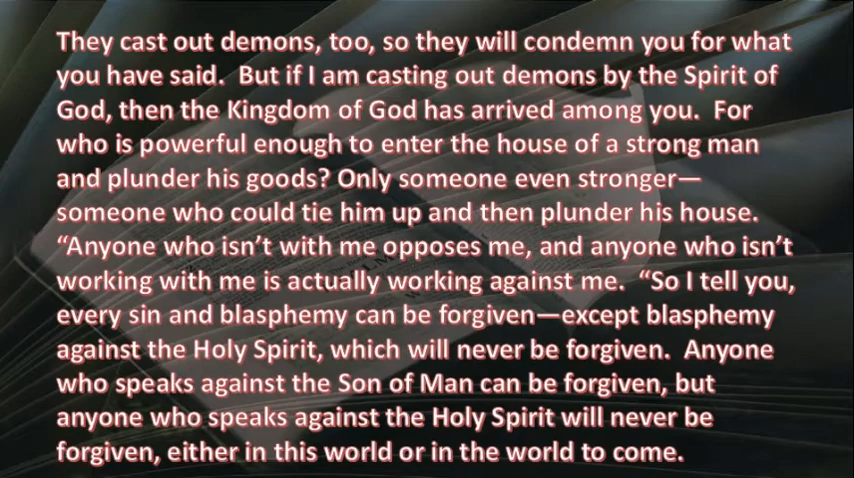 They cast out demons, too, so they will condemn you for what
you have said.  But if I am casting out demons by the Spirit of
God, then the Kingdom of God has arrived among you.  For
who is powerful enough to enter the house of a strong man
and plunder his goods? Only someone even stronger—
someone who could tie him up and then plunder his house.
“Anyone who isn’t with me opposes me, and anyone who isn’t
working with me is actually working against me.  “So I tell you,
every sin and blasphemy can be forgiven—except blasphemy
against the Holy Spirit, which will never be forgiven.  Anyone
who speaks against the Son of Man can be forgiven, but
anyone who speaks against the Holy Spirit will never be
forgiven, either in this world or in the world to come.